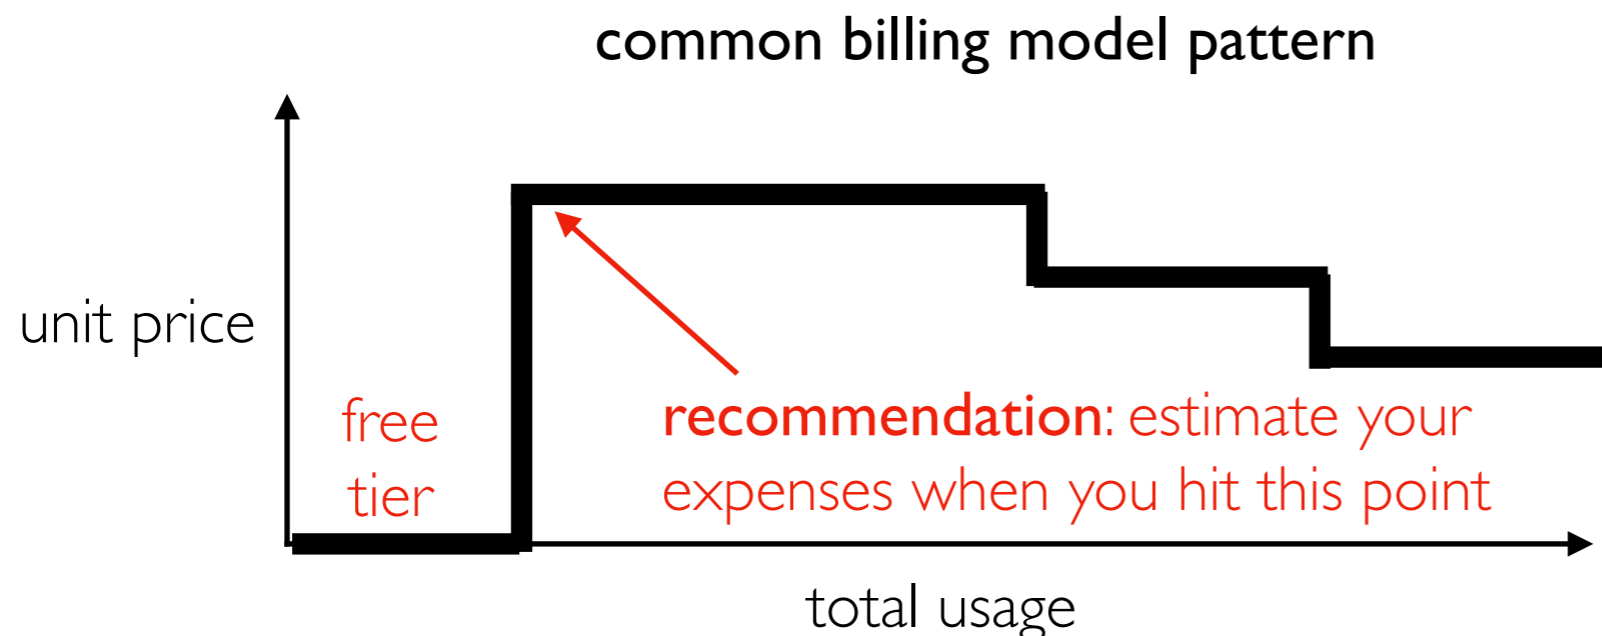 common billing model pattern
unit price
free
tier
recommendation: estimate your
expenses when you hit this point
total usage